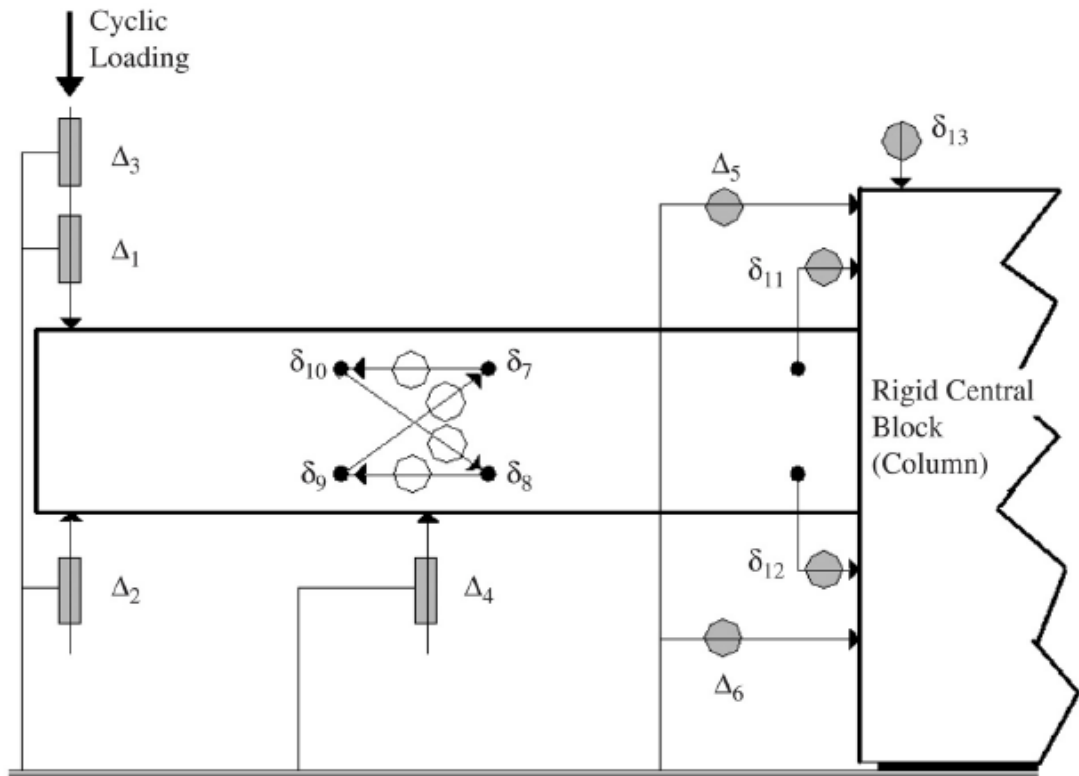 Cyclic
Loading
Δ₃
δ₁₃
Δ₅
Δ₁
δ₁₁
δ₁₀
δ₇
Rigid Central
Block
(Column)
δ₉
δ₈
δ₁₂
Δ₂
Δ₄
Δ₆